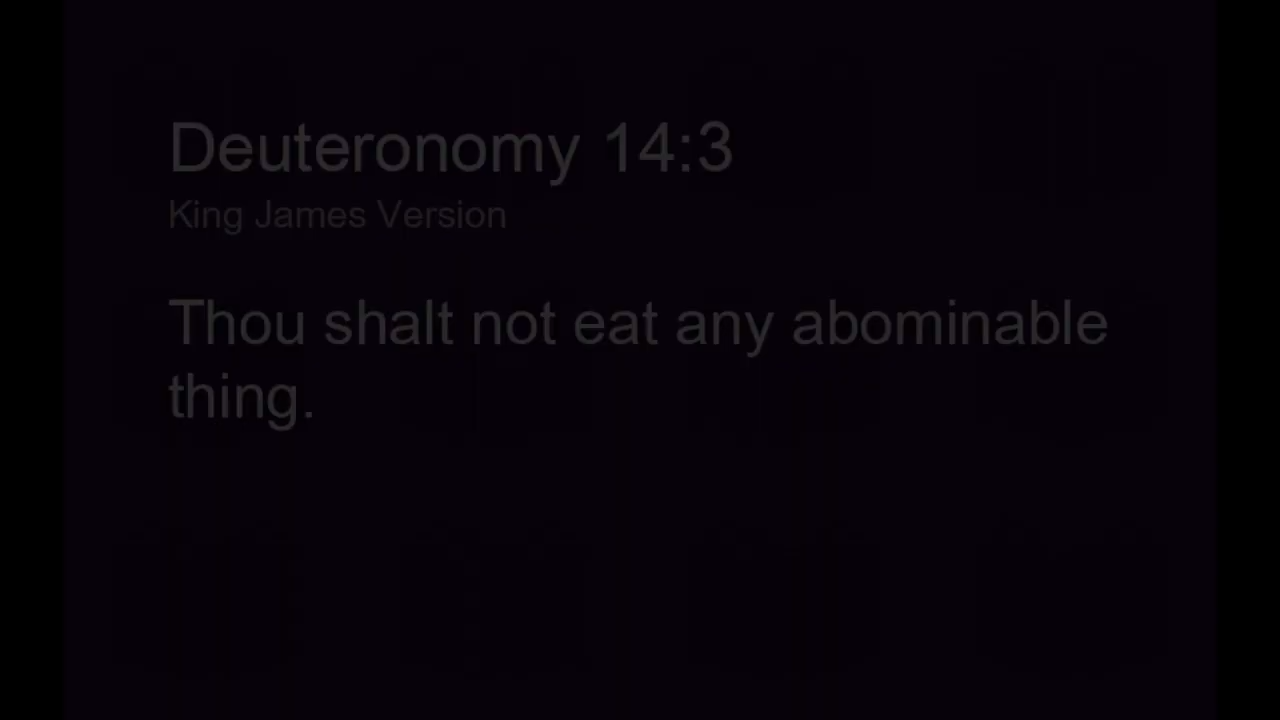 Deuteronomy 14:3
King James Version
Thou shalt not eat any abominable
thing.